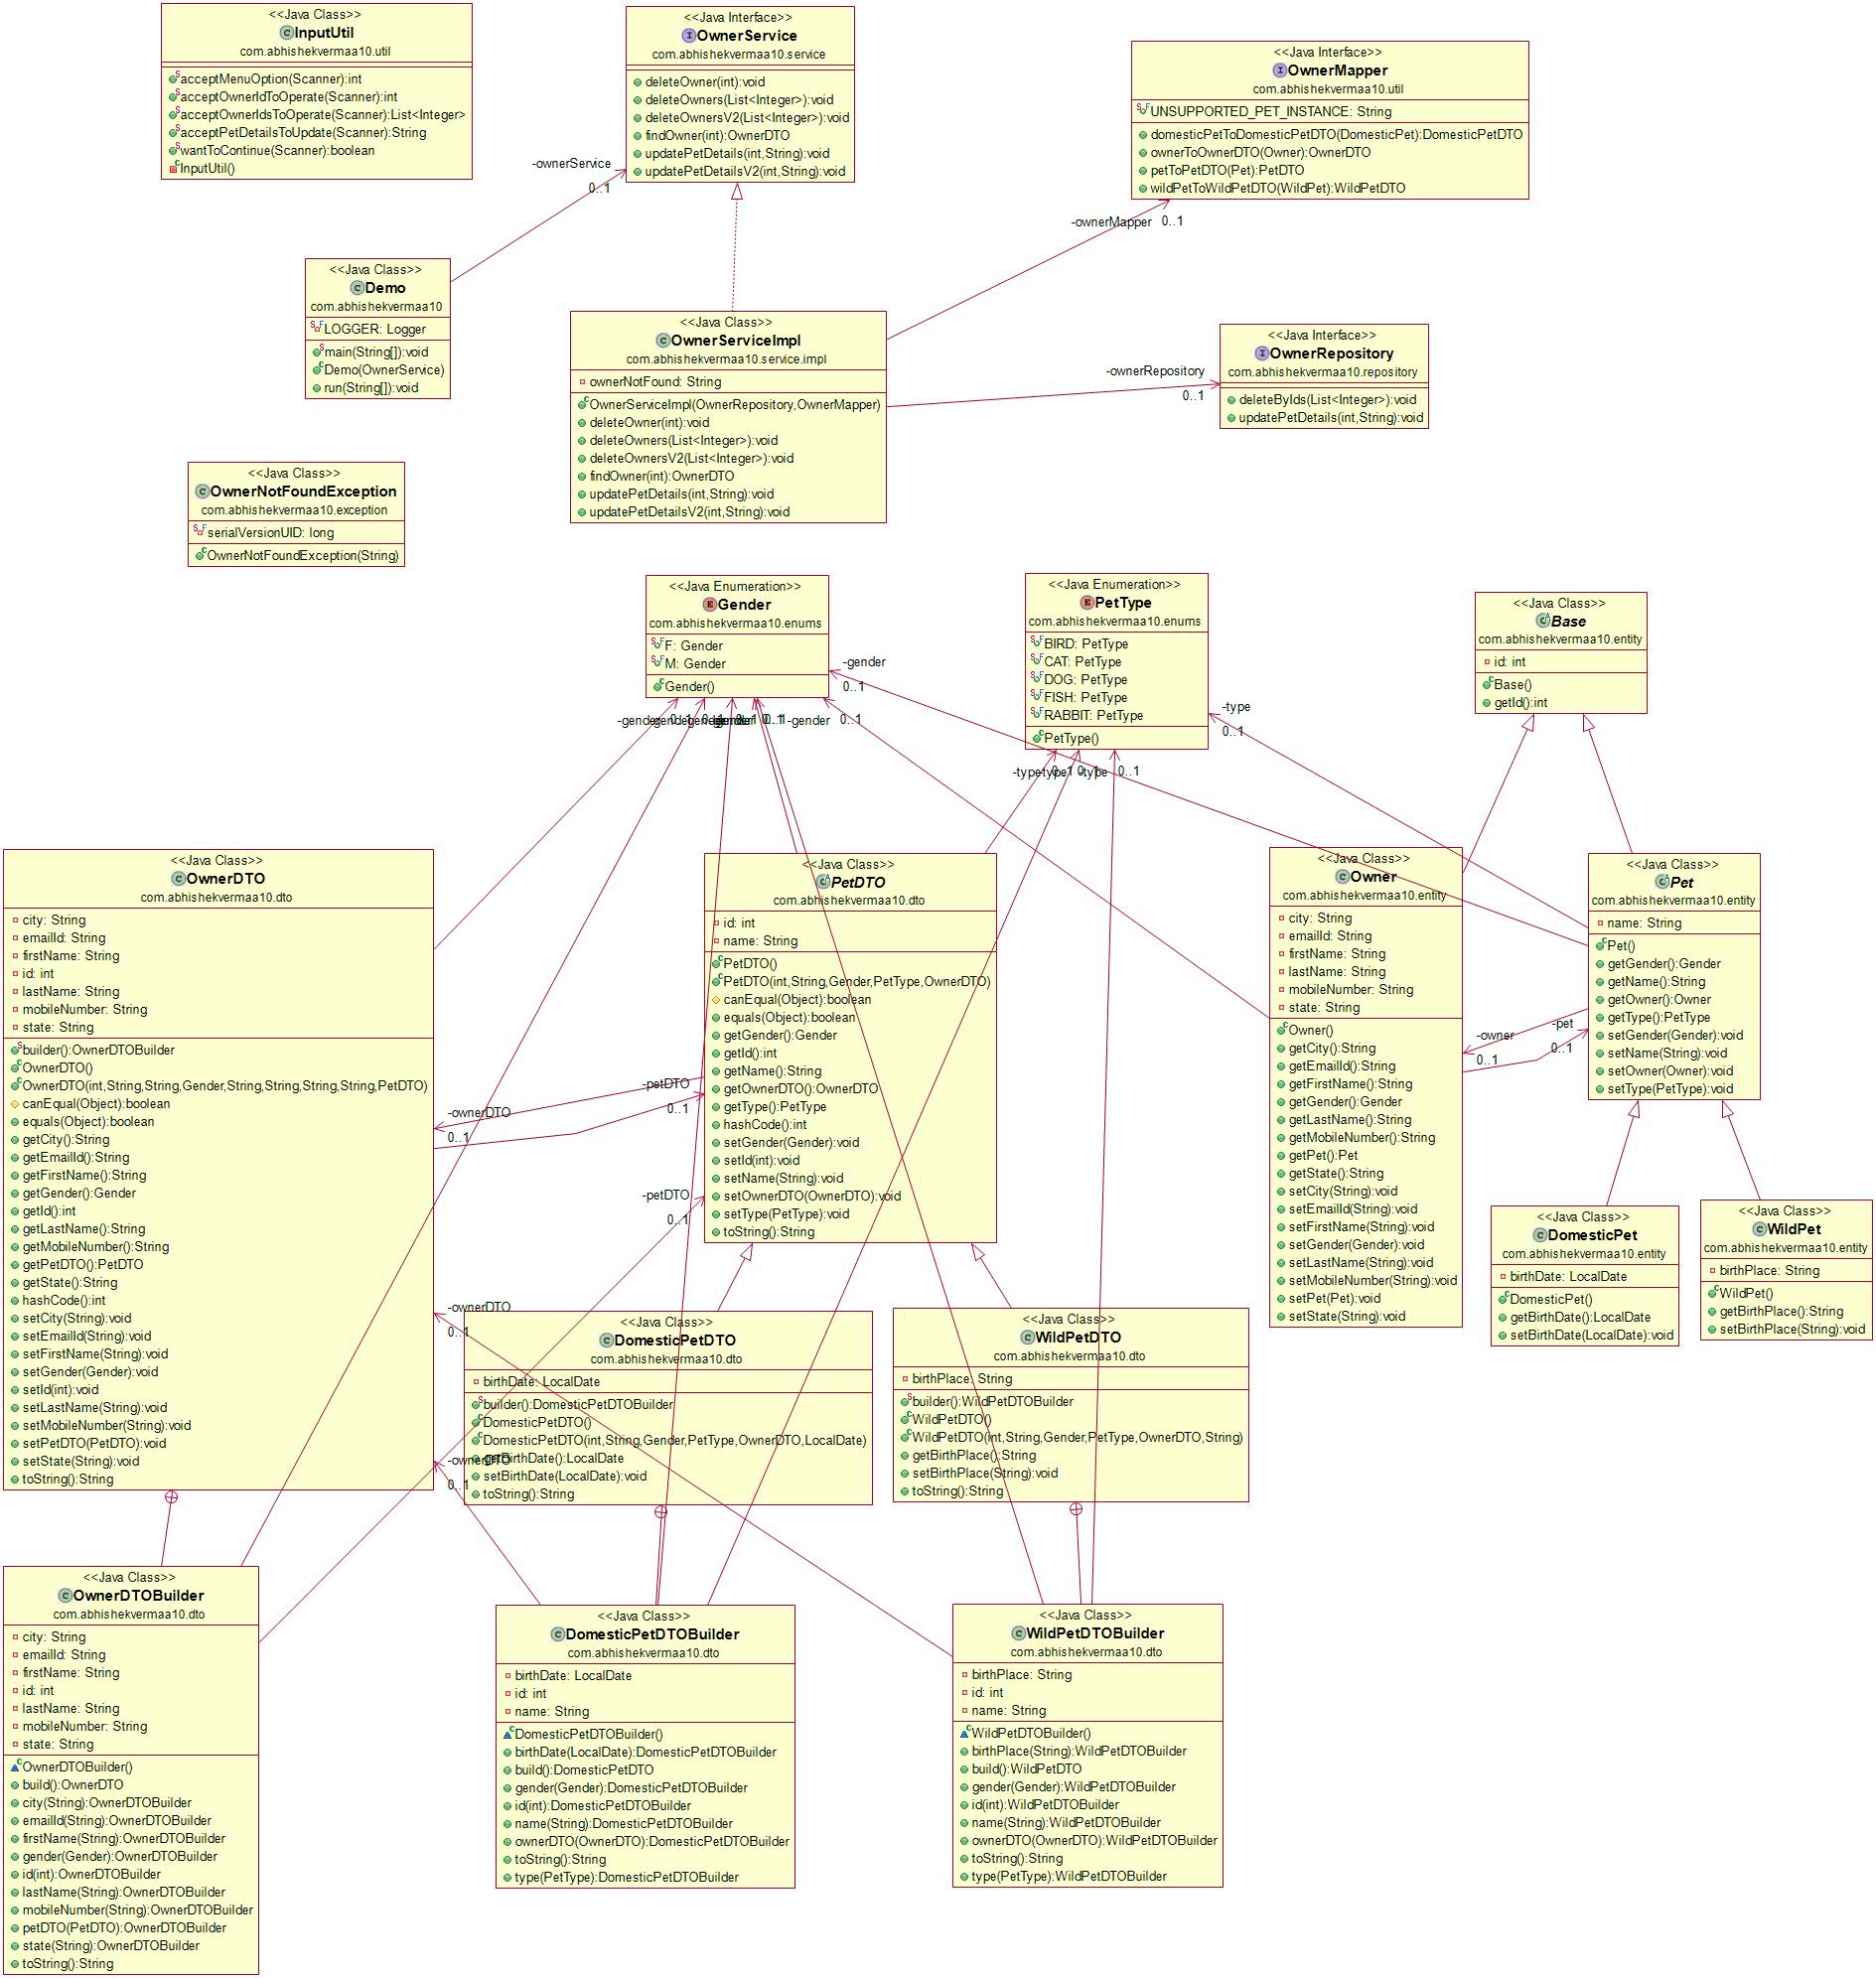 <<Java Class>>
InputUtil
com.abhishekvermaa10.util
acceptMenuOption(Scanner):int
acceptOwnerIdToOperate(Scanner):int
acceptOwnerIdsToOperate(Scanner):List<Integer>
acceptPetDetailsToUpdate(Scanner):String
wantToContinue(Scanner):boolean
InputUtil()
<<Java Interface>>
OwnerService
com.abhishekvermaa10.service
deleteOwner(int):void
deleteOwners(List<Integer>):void
deleteOwnersV2(List<Integer>):void
findOwner(int):OwnerDTO
updatePetDetails(int,String):void
updatePetDetailsV2(int,String):void
<<Java Interface>>
OwnerMapper
com.abhishekvermaa10.util
UNSUPPORTED_PET_INSTANCE: String
domesticPetToDomesticPetDTO(DomesticPet):DomesticPetDTO
ownerToOwnerDTO(Owner):OwnerDTO
petToPetDTO(Pet):PetDTO
wildPetToWildPetDTO(WildPet):WildPetDTO
-ownerService
0..1
-ownerMapper 0..1
<<Java Class>>
Demo
com.abhishekvermaa10
LOGGER: Logger
main(String[]):void
Demo(OwnerService)
run(String[]):void
<<Java Class>>
OwnerServiceImpl
com.abhishekvermaa10.service.impl
ownerNotFound: String
OwnerServiceImpl(OwnerRepository,OwnerMapper)
deleteOwner(int):void
deleteOwners(List<Integer>):void
deleteOwnersV2(List<Integer>):void
findOwner(int):OwnerDTO
updatePetDetails(int,String):void
updatePetDetailsV2(int,String):void
-ownerRepository
0..1
<<Java Interface>>
OwnerRepository
com.abhishekvermaa10.repository
deleteByIds(List<Integer>):void
updatePetDetails(int,String):void
<<Java Class>>
OwnerNotFoundException
com.abhishekvermaa10.exception
serialVersionUID: long
OwnerNotFoundException(String)
<<Java Enumeration>>
Gender
com.abhishekvermaa10.enums
F: Gender
M: Gender
Gender()
-gender
0..1
-gender
-gender 0..1
<<Java Enumeration>>
PetType
com.abhishekvermaa10.enums
BIRD: PetType
CAT: PetType
DOG: PetType
FISH: PetType
RABBIT: PetType
PetType()
-type
0..1
-type
-type 0..1
<<Java Class>>
Base
com.abhishekvermaa10.entity
id: int
Base()
getId():int
<<Java Class>>
OwnerDTO
com.abhishekvermaa10.dto
city: String
emailId: String
firstName: String
id: int
lastName: String
mobileNumber: String
state: String
builder():OwnerDTOBuilder
OwnerDTO()
OwnerDTO(int,String,String,Gender,String,String,String,String,PetDTO)
canEqual(Object):boolean
equals(Object):boolean
getCity():String
getEmailId():String
getFirstName():String
getGender():Gender
getId():int
getLastName():String
getMobileNumber():String
getPetDTO():PetDTO
getState():String
hashCode():int
setCity(String):void
setEmailId(String):void
setFirstName(String):void
setGender(Gender):void
setId(int):void
setLastName(String):void
setMobileNumber(String):void
setPetDTO(PetDTO):void
setState(String):void
toString():String
<<Java Class>>
PetDTO
com.abhishekvermaa10.dto
id: int
name: String
PetDTO()
PetDTO(int,String,Gender,PetType,OwnerDTO)
canEqual(Object):boolean
equals(Object):boolean
getGender():Gender
getId():int
getName():String
getOwnerDTO():OwnerDTO
getType():PetType
hashCode():int
setGender(Gender):void
setId(int):void
setName(String):void
setOwnerDTO(OwnerDTO):void
setType(PetType):void
toString():String
-petDTO
0..1
-ownerDTO
0..1
-petDTO
0..1
-ownerDTO
0..1
-ownerDTO
0..1
<<Java Class>>
Owner
com.abhishekvermaa10.entity
city: String
emailId: String
firstName: String
lastName: String
mobileNumber: String
state: String
Owner()
getCity():String
getEmailId():String
getFirstName():String
getGender():Gender
getLastName():String
getMobileNumber():String
getPet():Pet
getState():String
setCity(String):void
setEmailId(String):void
setFirstName(String):void
setGender(Gender):void
setLastName(String):void
setMobileNumber(String):void
setPet(Pet):void
setState(String):void
<<Java Class>>
Pet
com.abhishekvermaa10.entity
name: String
Pet()
getGender():Gender
getName():String
getOwner():Owner
getType():PetType
setGender(Gender):void
setName(String):void
setOwner(Owner):void
setType(PetType):void
-owner
0..1
-pet
0..1
<<Java Class>>
DomesticPet
com.abhishekvermaa10.entity
birthDate: LocalDate
DomesticPet()
getBirthDate():LocalDate
setBirthDate(LocalDate):void
<<Java Class>>
WildPet
com.abhishekvermaa10.entity
birthPlace: String
WildPet()
getBirthPlace():String
setBirthPlace(String):void
<<Java Class>>
DomesticPetDTO
com.abhishekvermaa10.dto
birthDate: LocalDate
builder():DomesticPetDTOBuilder
DomesticPetDTO()
DomesticPetDTO(int,String,Gender,PetType,OwnerDTO,LocalDate)
getBirthDate():LocalDate
setBirthDate(LocalDate):void
toString():String
<<Java Class>>
WildPetDTO
com.abhishekvermaa10.dto
birthPlace: String
builder():WildPetDTOBuilder
WildPetDTO()
WildPetDTO(int,String,Gender,PetType,OwnerDTO,String)
getBirthPlace():String
setBirthPlace(String):void
toString():String
<<Java Class>>
OwnerDTOBuilder
com.abhishekvermaa10.dto
city: String
emailId: String
firstName: String
id: int
lastName: String
mobileNumber: String
state: String
OwnerDTOBuilder()
build():OwnerDTO
city(String):OwnerDTOBuilder
emailId(String):OwnerDTOBuilder
firstName(String):OwnerDTOBuilder
gender(Gender):OwnerDTOBuilder
id(int):OwnerDTOBuilder
lastName(String):OwnerDTOBuilder
mobileNumber(String):OwnerDTOBuilder
petDTO(PetDTO):OwnerDTOBuilder
state(String):OwnerDTOBuilder
toString():String
<<Java Class>>
DomesticPetDTOBuilder
com.abhishekvermaa10.dto
birthDate: LocalDate
id: int
name: String
DomesticPetDTOBuilder()
birthDate(LocalDate):DomesticPetDTOBuilder
build():DomesticPetDTO
gender(Gender):DomesticPetDTOBuilder
id(int):DomesticPetDTOBuilder
name(String):DomesticPetDTOBuilder
ownerDTO(OwnerDTO):DomesticPetDTOBuilder
toString():String
type(PetType):DomesticPetDTOBuilder
<<Java Class>>
WildPetDTOBuilder
com.abhishekvermaa10.dto
birthPlace: String
id: int
name: String
WildPetDTOBuilder()
birthPlace(String):WildPetDTOBuilder
build():WildPetDTO
gender(Gender):WildPetDTOBuilder
id(int):WildPetDTOBuilder
name(String):WildPetDTOBuilder
ownerDTO(OwnerDTO):WildPetDTOBuilder
toString():String
type(PetType):WildPetDTOBuilder